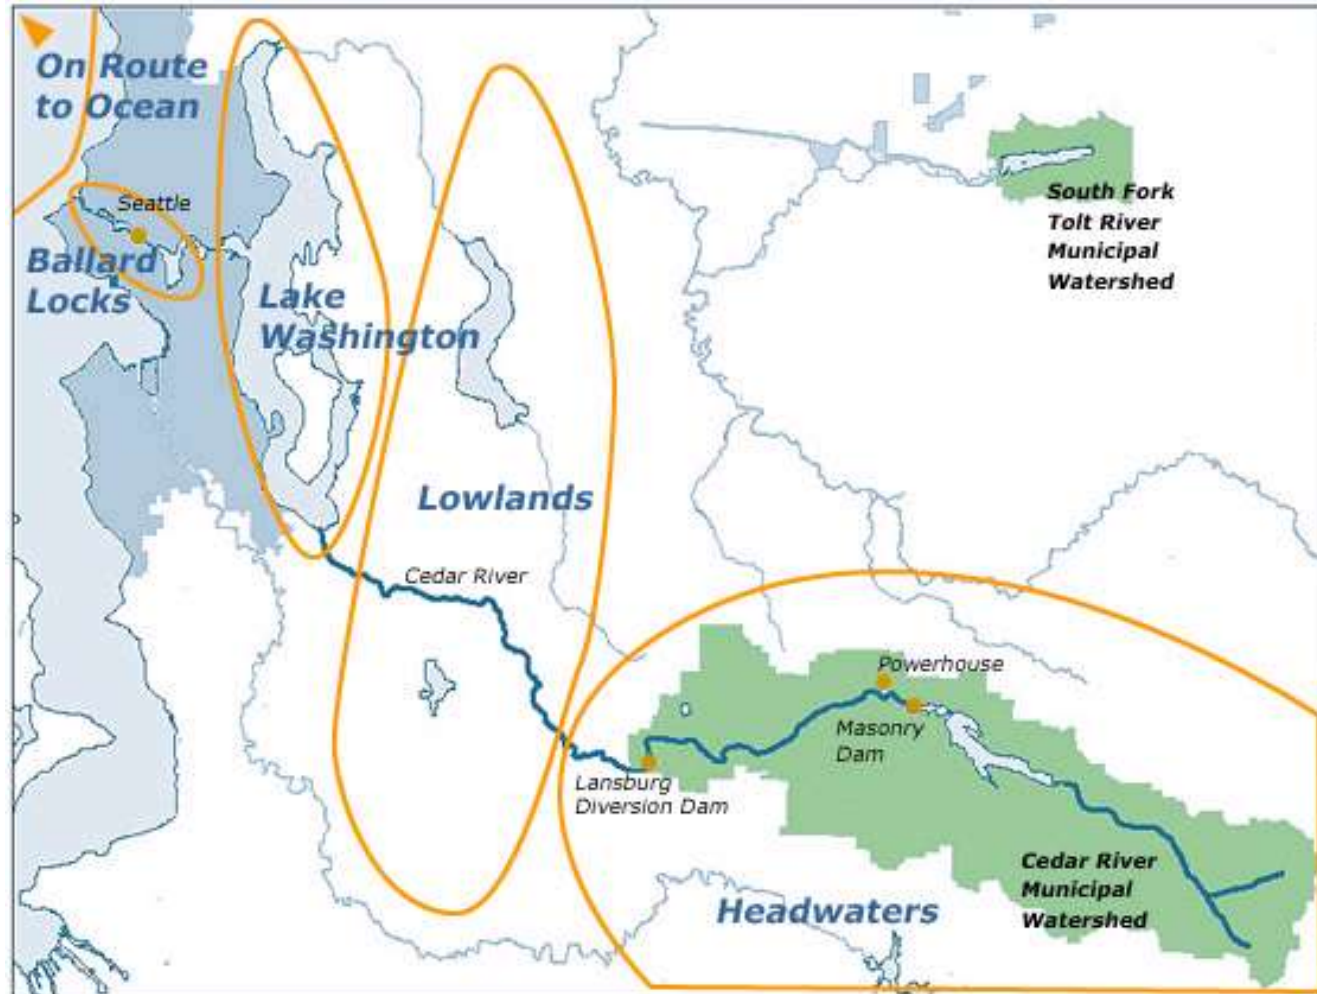 On Route
to Ocean
Seattle
Ballard
Locks
Lake
Washington
South Fork
Tolt River
Municipal
Watershed
Lowlands
Cedar River
Powerhouse
Masonry
Dam
Lansburg
Diversion Dam
Cedar River
Municipal
Watershed
Headwaters